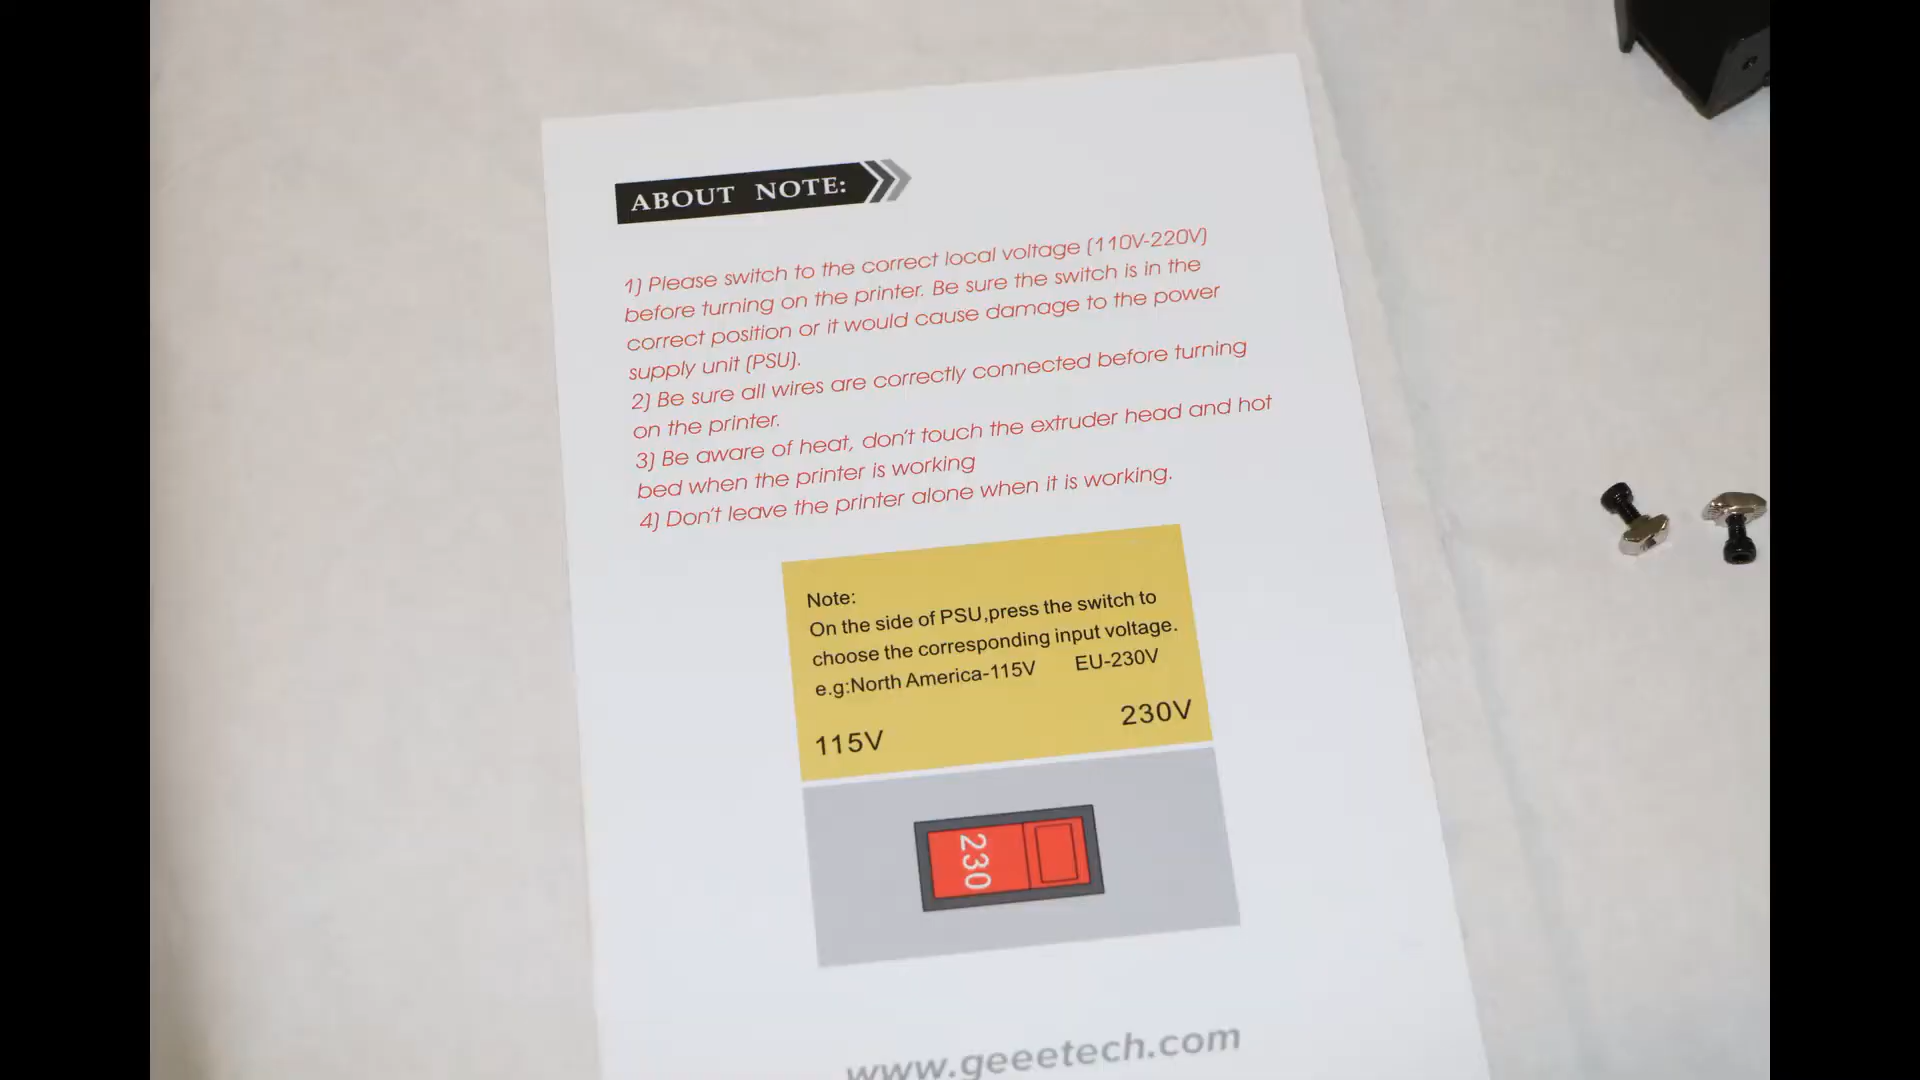 ABOUT NOTE:
1) Please switch to the correct local voltage (110V-220V)
before turning on the printer. Be sure the switch is in the
correct position or it would cause damage to the power
supply unit (PSU).
2) Be sure all wires are correctly connected before turning
on the printer.
3) Be aware of heat, don't touch the extruder head and hot
bed when the printer is working
4) Don't leave the printer alone when it is working.
Note:
On the side of PSU,press the switch to
choose the corresponding input voltage.
e.g:North America-115V EU-230V
115V 230V
230
www.geeetech.com